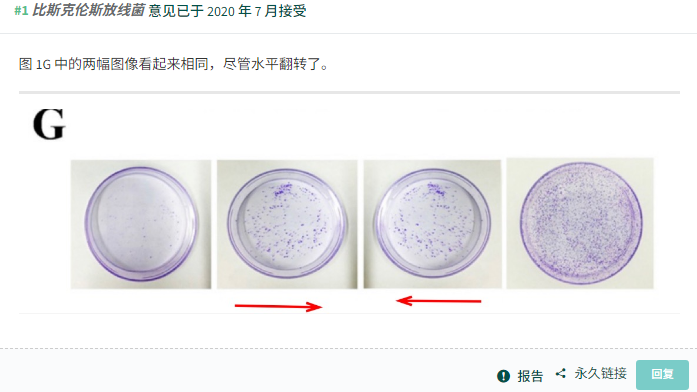 #1 比斯克伦斯放线菌 意见已于 2020 年 7 月接受
图 1G 中的两幅图像看起来相同，尽管水平翻转了。
G
报告 永久链接 回复